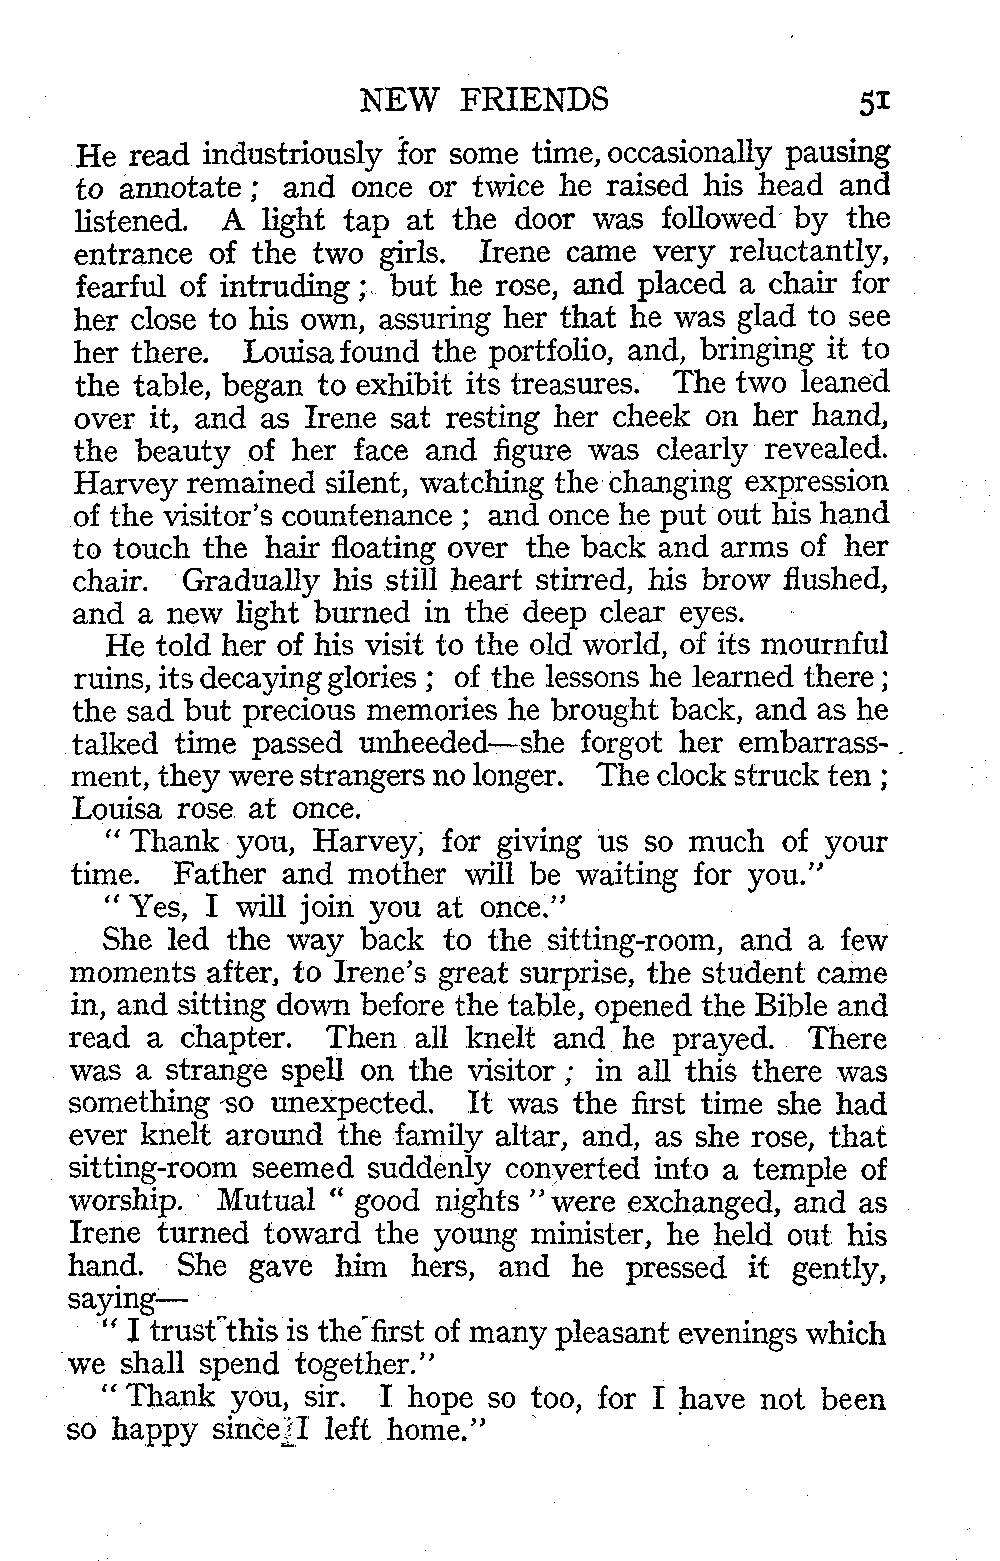 NEW FRIENDS 51
He read industriously for some time, occasionally pausing
to annotate ; and once or twice he raised his head and
listened. A light tap at the door was followed by the
entrance of the two girls. Irene came very reluctantly,
fearful of intruding ; but he rose, and placed a chair for
her close to his own, assuring her that he was glad to see
her there. Louisa found the portfolio, and, bringing it to
the table, began to exhibit its treasures. The two leaned
over it, and as Irene sat resting her cheek on her hand,
the beauty of her face and figure was clearly revealed.
Harvey remained silent, watching the changing expression
of the visitor's countenance ; and once he put out his hand
to touch the hair floating over the back and arms of her
chair. Gradually his still heart stirred, his brow flushed,
and a new light burned in the deep clear eyes.
He told her of his visit to the old world, of its mournful
ruins, its decaying glories ; of the lessons he learned there ;
the sad but precious memories he brought back, and as he
talked time passed unheeded—she forgot her embarrass-
ment, they were strangers no longer. The clock struck ten ;
Louisa rose at once.
“ Thank you, Harvey, for giving us so much of your
time. Father and mother will be waiting for you.”
“ Yes, I will join you at once.”
She led the way back to the sitting-room, and a few
moments after, to Irene's great surprise, the student came
in, and sitting down before the table, opened the Bible and
read a chapter. Then all knelt and he prayed. There
was a strange spell on the visitor ; in all this there was
something so unexpected. It was the first time she had
ever knelt around the family altar, and, as she rose, that
sitting-room seemed suddenly converted into a temple of
worship. Mutual “ good nights ” were exchanged, and as
Irene turned toward the young minister, he held out his
hand. She gave him hers, and he pressed it gently,
saying—
“ I trust this is the first of many pleasant evenings which
we shall spend together.”
“ Thank you, sir. I hope so too, for I have not been
so happy since I left home.”